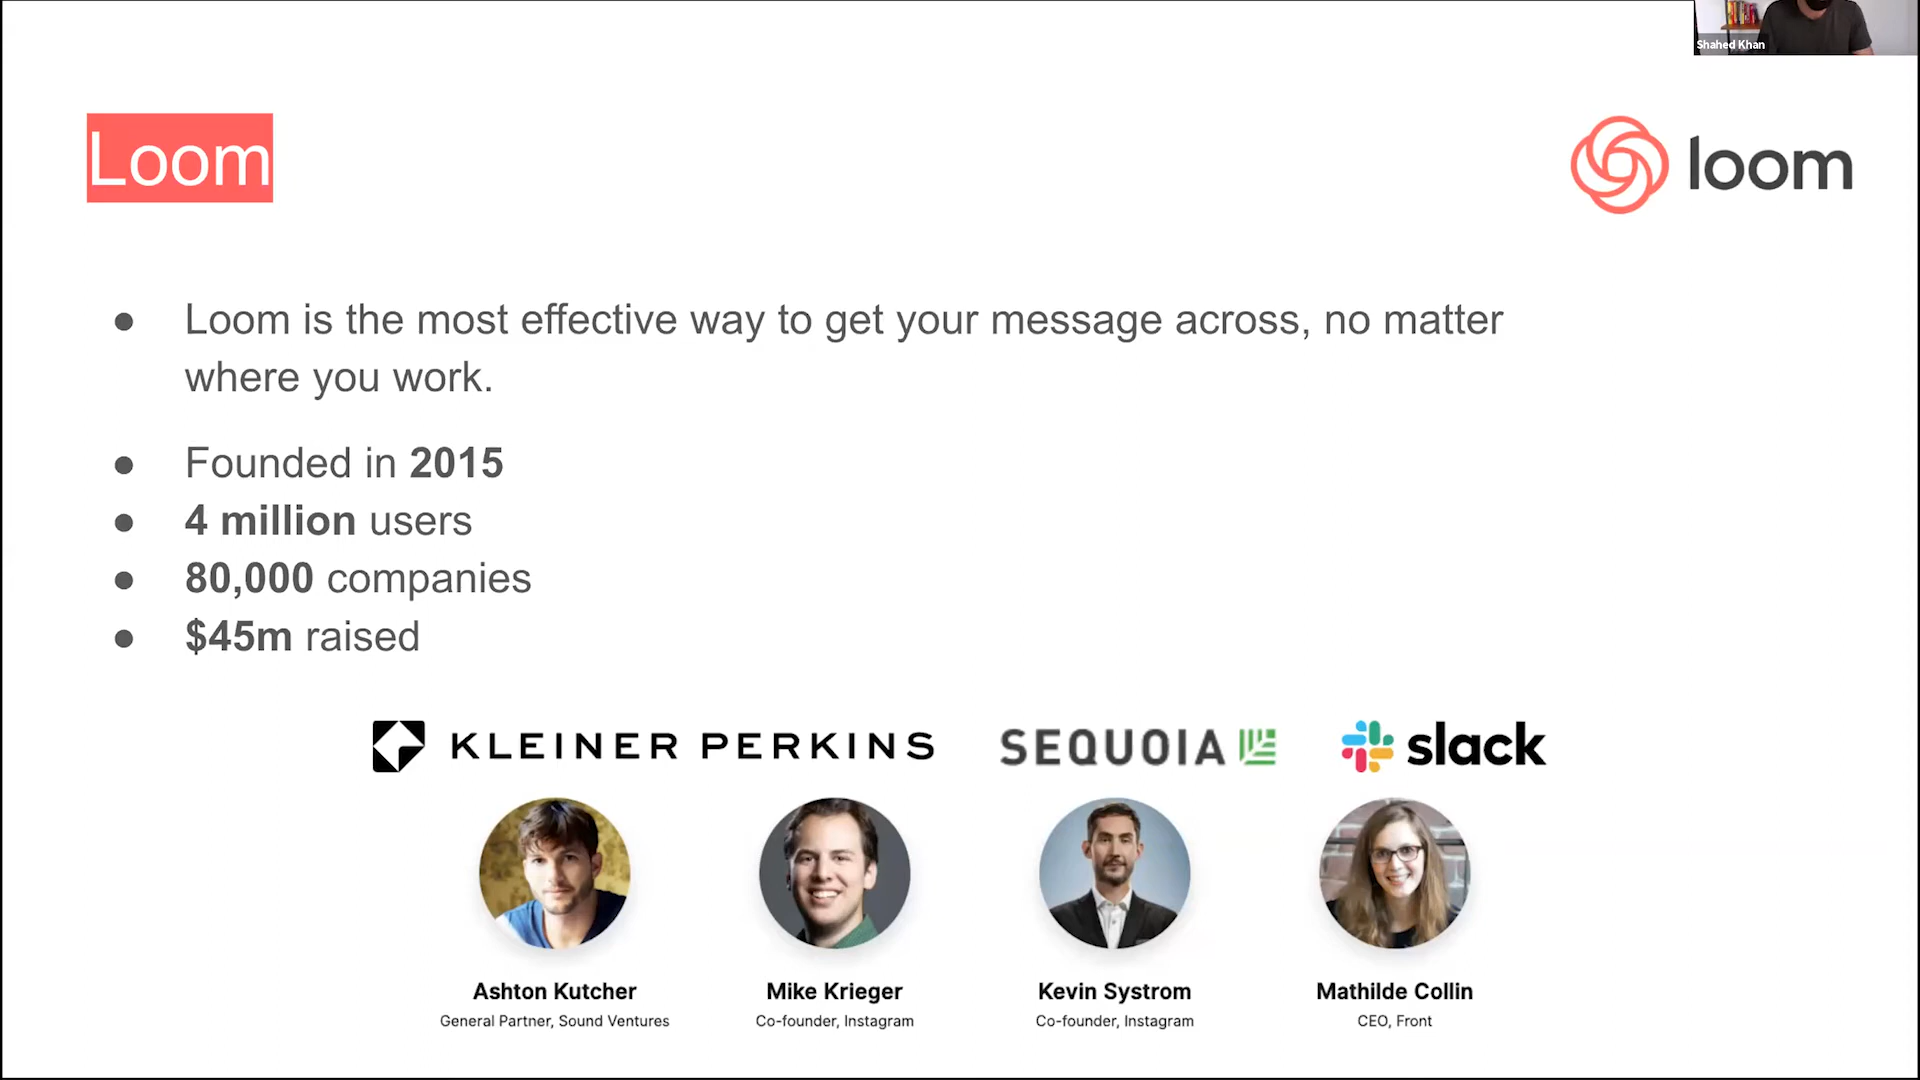 Shahed Khan
Loom
loom
● Loom is the most effective way to get your message across, no matter
where you work.
● Founded in 2015
● 4 million users
● 80,000 companies
● $45m raised
KLEINER PERKINS
SEQUOIA
slack
Ashton Kutcher
General Partner, Sound Ventures
Mike Krieger
Co-founder, Instagram
Kevin Systrom
Co-founder, Instagram
Mathilde Collin
CEO, Front